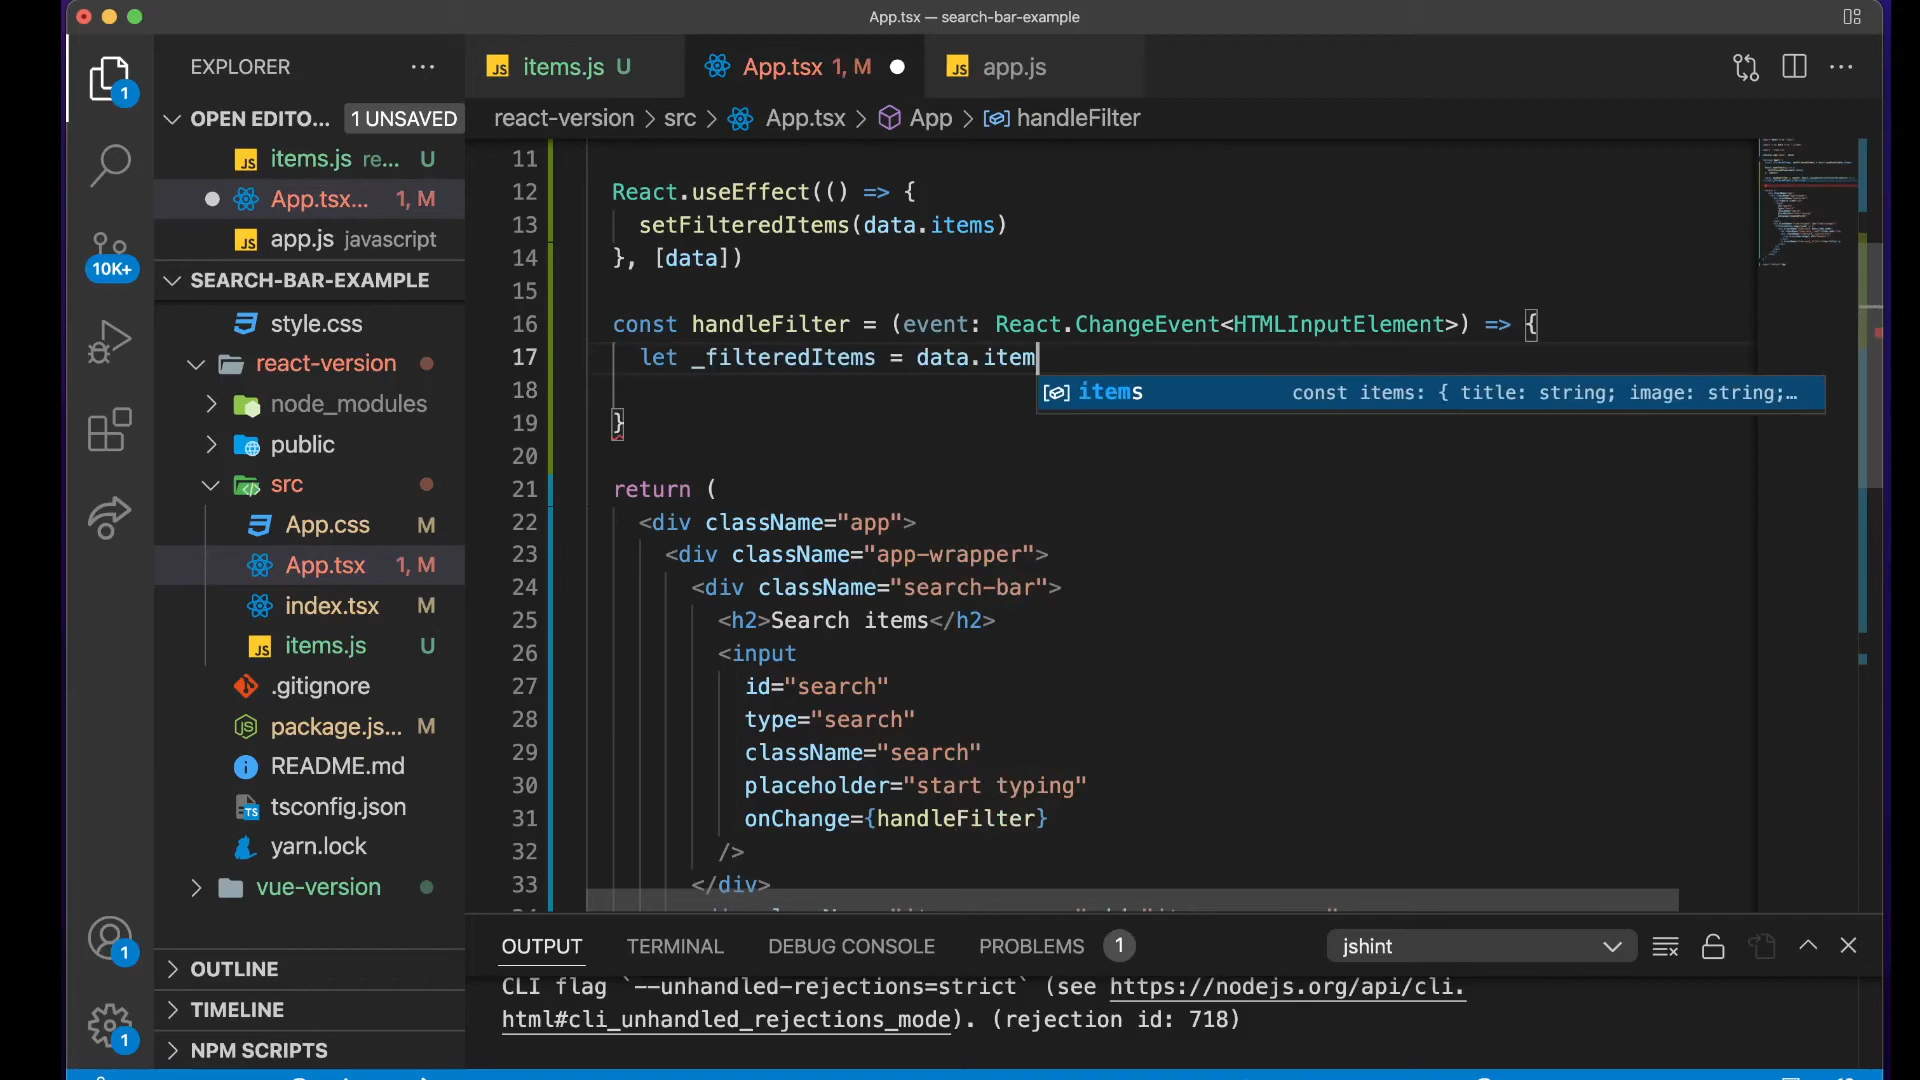 App.tsx — search-bar-example
EXPLORER
items.js U
App.tsx 1, M
app.js
OPEN EDITO... 1 UNSAVED
react-version > src > App.tsx > App > handleFilter
items.js re... U
App.tsx... 1, M
app.js javascript
SEARCH-BAR-EXAMPLE
style.css
react-version
node_modules
public
src
App.css M
App.tsx 1, M
index.tsx M
items.js U
.gitignore
package.js... M
README.md
tsconfig.json
yarn.lock
vue-version
OUTLINE
TIMELINE
NPM SCRIPTS
1
10K+
1
1
11
12 React.useEffect(() => {
13 setFilteredItems(data.items)
14 }, [data])
15
16 const handleFilter = (event: React.ChangeEvent<HTMLInputElement>) => {
17 let _filteredItems = data.item
18
items const items: { title: string; image: string;…
19 }
20
21 return (
22 <div className="app">
23 <div className="app-wrapper">
24 <div className="search-bar">
25 <h2>Search items</h2>
26 <input
27 id="search"
28 type="search"
29 className="search"
30 placeholder="start typing"
31 onChange={handleFilter}
32 />
33 </div>
OUTPUT TERMINAL DEBUG CONSOLE PROBLEMS 1 jshint
CLI flag `--unhandled-rejections=strict` (see https://nodejs.org/api/cli.
html#cli_unhandled_rejections_mode). (rejection id: 718)